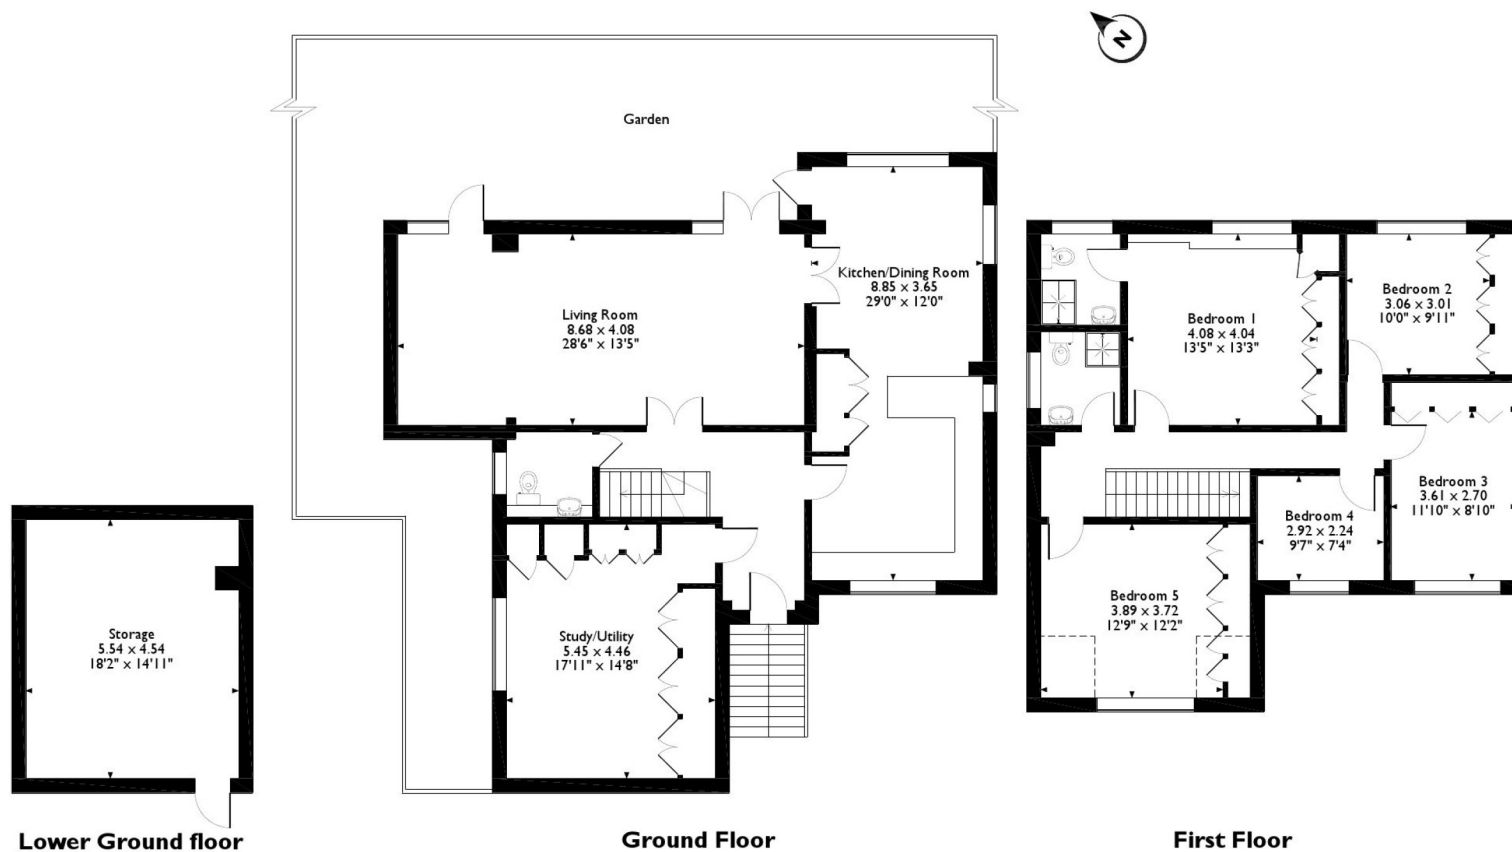 N
Garden
Kitchen/Dining Room
8.85 x 3.65
29'0" x 12'0"
Living Room
8.68 x 4.08
28'6" x 13'5"
Bedroom 1
4.08 x 4.04
13'5" x 13'3"
Bedroom 2
3.06 x 3.01
10'0" x 9'11"
Bedroom 3
3.61 x 2.70
11'10" x 8'10"
Bedroom 4
2.92 x 2.24
9'7" x 7'4"
Bedroom 5
3.89 x 3.72
12'9" x 12'2"
Storage
5.54 x 4.54
18'2" x 14'11"
Study/Utility
5.45 x 4.46
17'11" x 14'8"
Lower Ground floor
Ground Floor
First Floor